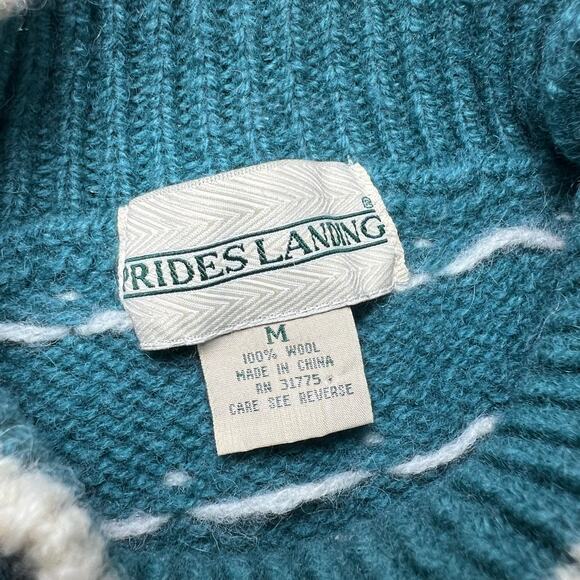 PRIDES LANDING ®
M
100% WOOL
MADE IN CHINA
RN 31775
CARE SEE REVERSE